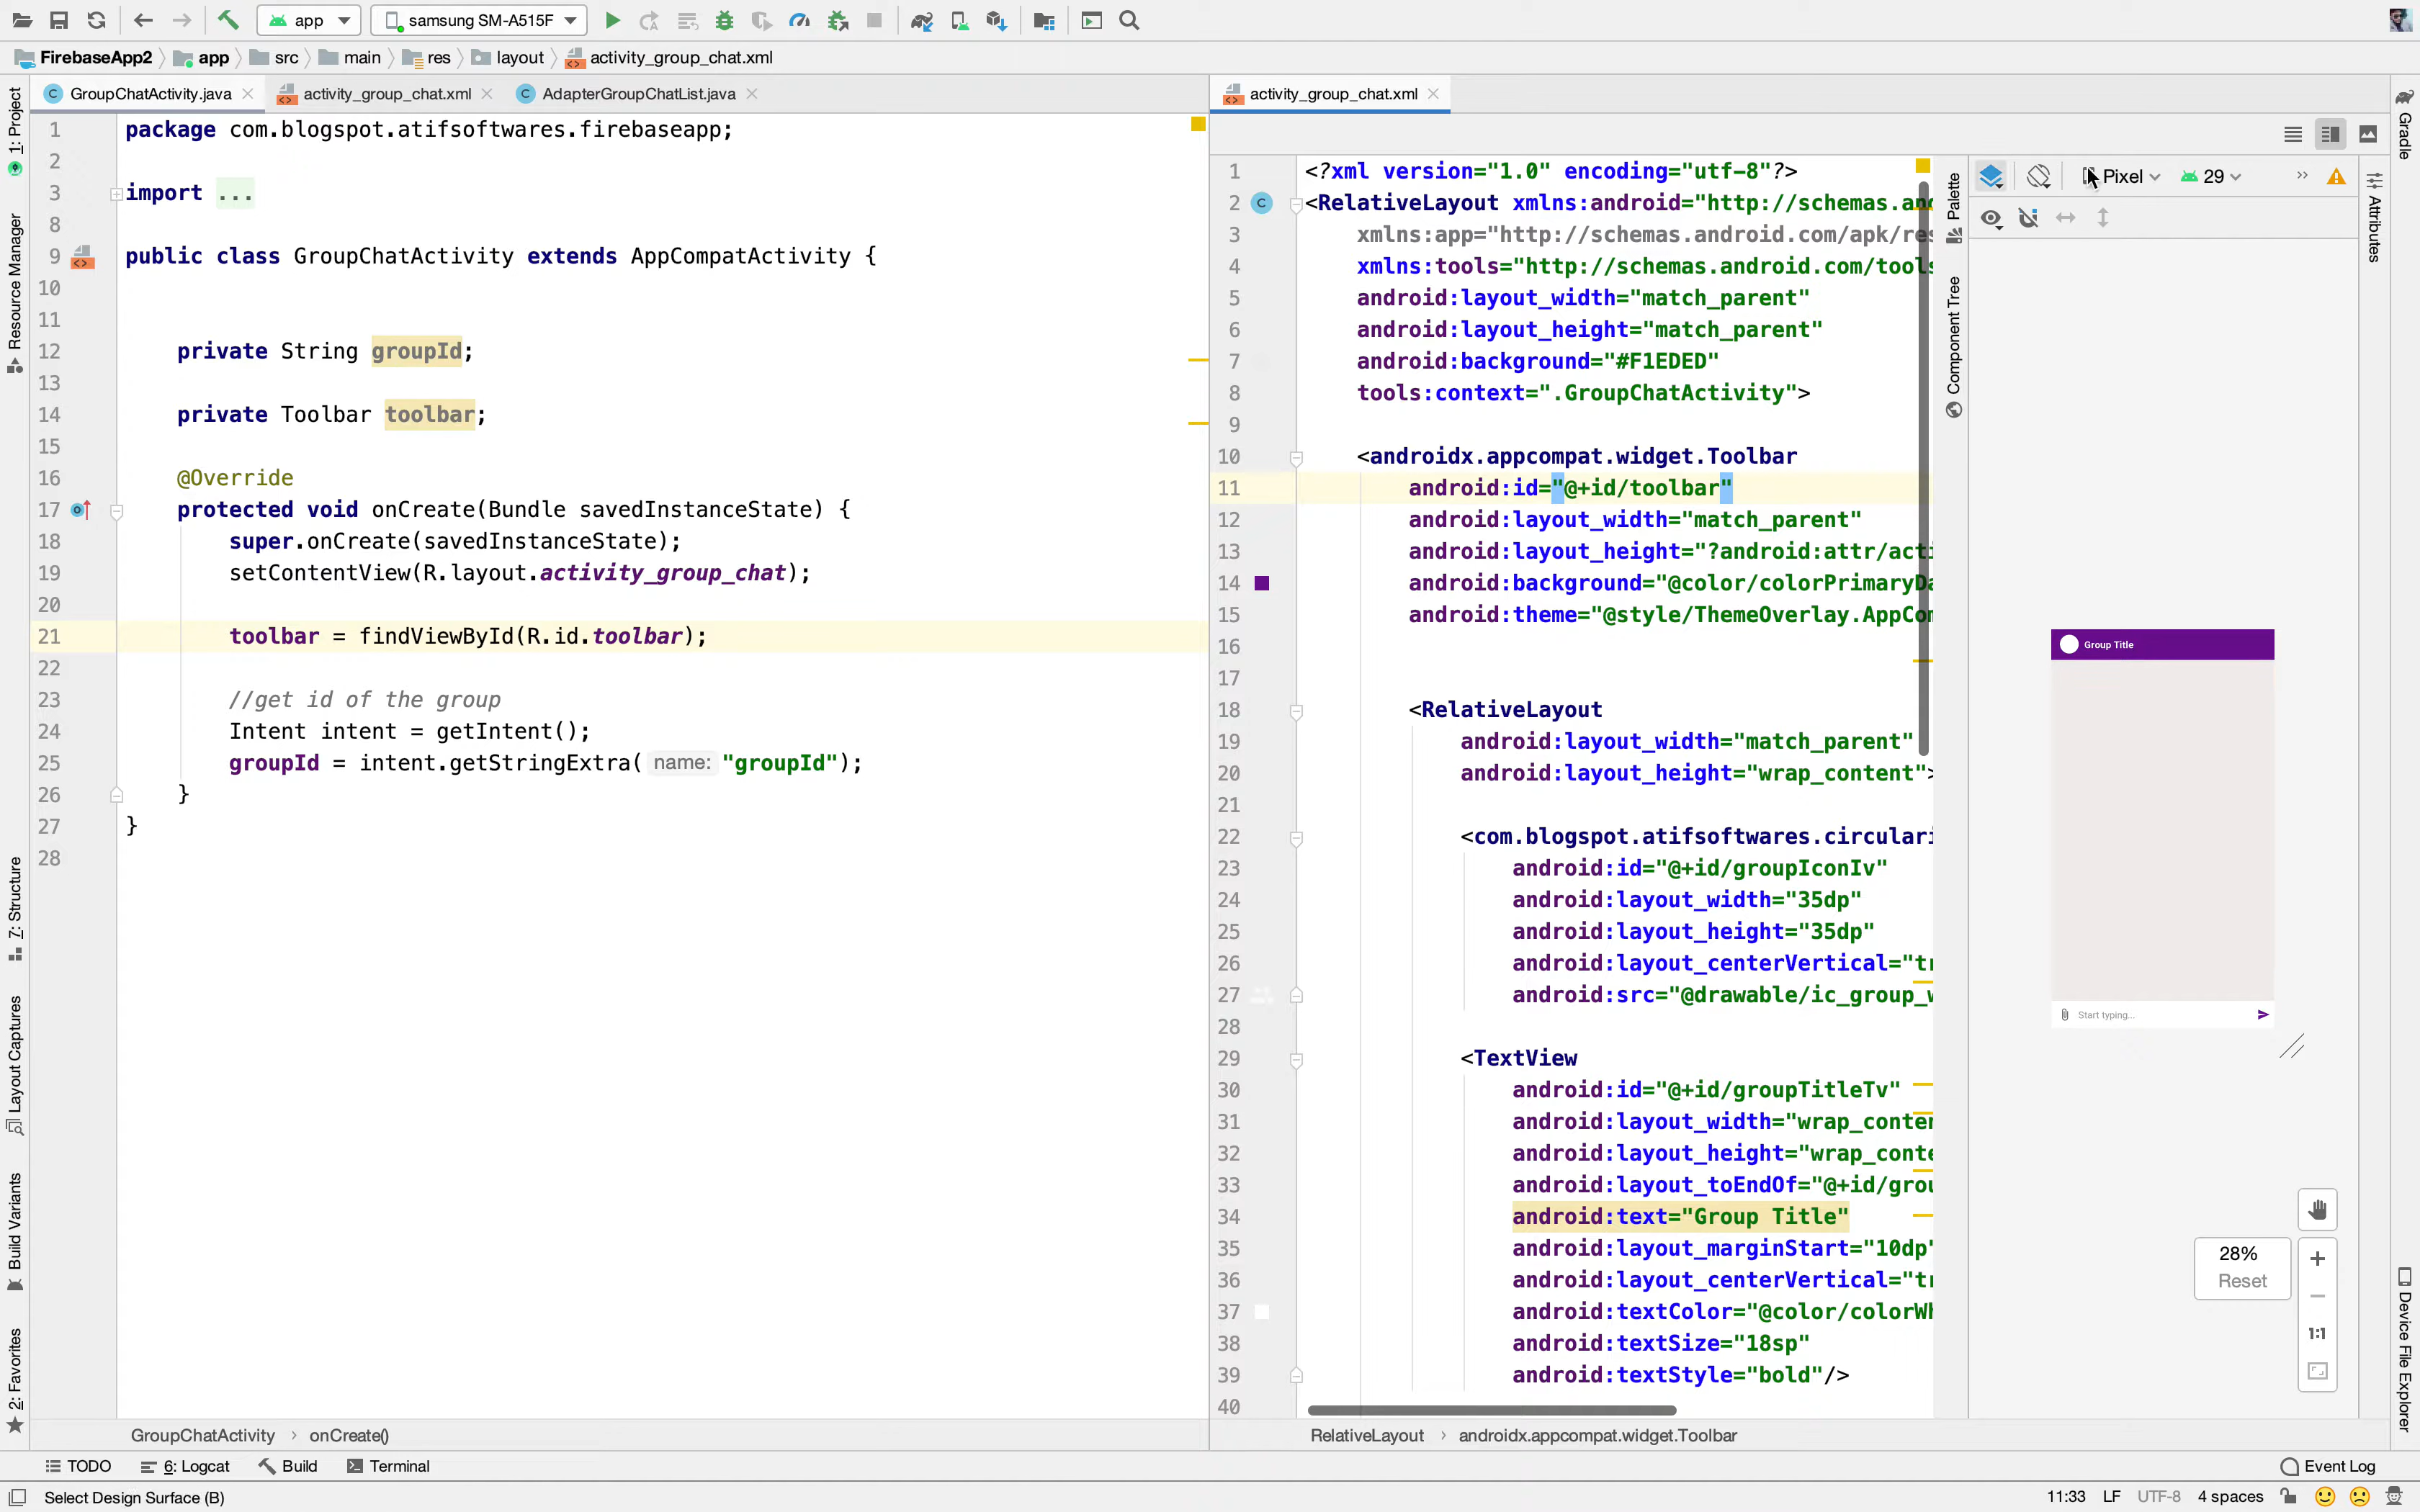 app
samsung SM-A515F
FirebaseApp2 app src main res layout activity_group_chat.xml
GroupChatActivity.java activity_group_chat.xml AdapterGroupChatList.java
1 package com.blogspot.atifsoftwares.firebaseapp;
2
3 import ...
8
9 public class GroupChatActivity extends AppCompatActivity {
10
11
12 private String groupId;
13
14 private Toolbar toolbar;
15
16 @Override
17 protected void onCreate(Bundle savedInstanceState) {
18 super.onCreate(savedInstanceState);
19 setContentView(R.layout.activity_group_chat);
20
21 toolbar = findViewById(R.id.toolbar);
22
23 //get id of the group
24 Intent intent = getIntent();
25 groupId = intent.getStringExtra( name: "groupId");
26 }
27 }
28
GroupChatActivity › onCreate()
activity_group_chat.xml
1 <?xml version="1.0" encoding="utf-8"?>
2 <RelativeLayout xmlns:android="http://schemas.and
3 xmlns:app="http://schemas.android.com/apk/res
4 xmlns:tools="http://schemas.android.com/tools
5 android:layout_width="match_parent"
6 android:layout_height="match_parent"
7 android:background="#F1EDED"
8 tools:context=".GroupChatActivity">
9
10 <androidx.appcompat.widget.Toolbar
11 android:id="@+id/toolbar"
12 android:layout_width="match_parent"
13 android:layout_height="?android:attr/acti
14 android:background="@color/colorPrimaryDa
15 android:theme="@style/ThemeOverlay.AppCom
16
17
18 <RelativeLayout
19 android:layout_width="match_parent"
20 android:layout_height="wrap_content">
21
22 <com.blogspot.atifsoftwares.circulari
23 android:id="@+id/groupIconIv"
24 android:layout_width="35dp"
25 android:layout_height="35dp"
26 android:layout_centerVertical="tr
27 android:src="@drawable/ic_group_w
28
29 <TextView
30 android:id="@+id/groupTitleTv"
31 android:layout_width="wrap_conten
32 android:layout_height="wrap_conte
33 android:layout_toEndOf="@+id/grou
34 android:text="Group Title"
35 android:layout_marginStart="10dp"
36 android:layout_centerVertical="tr
37 android:textColor="@color/colorWh
38 android:textSize="18sp"
39 android:textStyle="bold"/>
40
RelativeLayout › androidx.appcompat.widget.Toolbar
Pixel
29
Group Title
Start typing...
28%
Reset
1:1
1: Project
Resource Manager
7: Structure
Layout Captures
Build Variants
2: Favorites
Palette
Component Tree
Gradle
Attributes
Device File Explorer
TODO 6: Logcat Build Terminal Event Log
Select Design Surface (B) 11:33 LF UTF-8 4 spaces